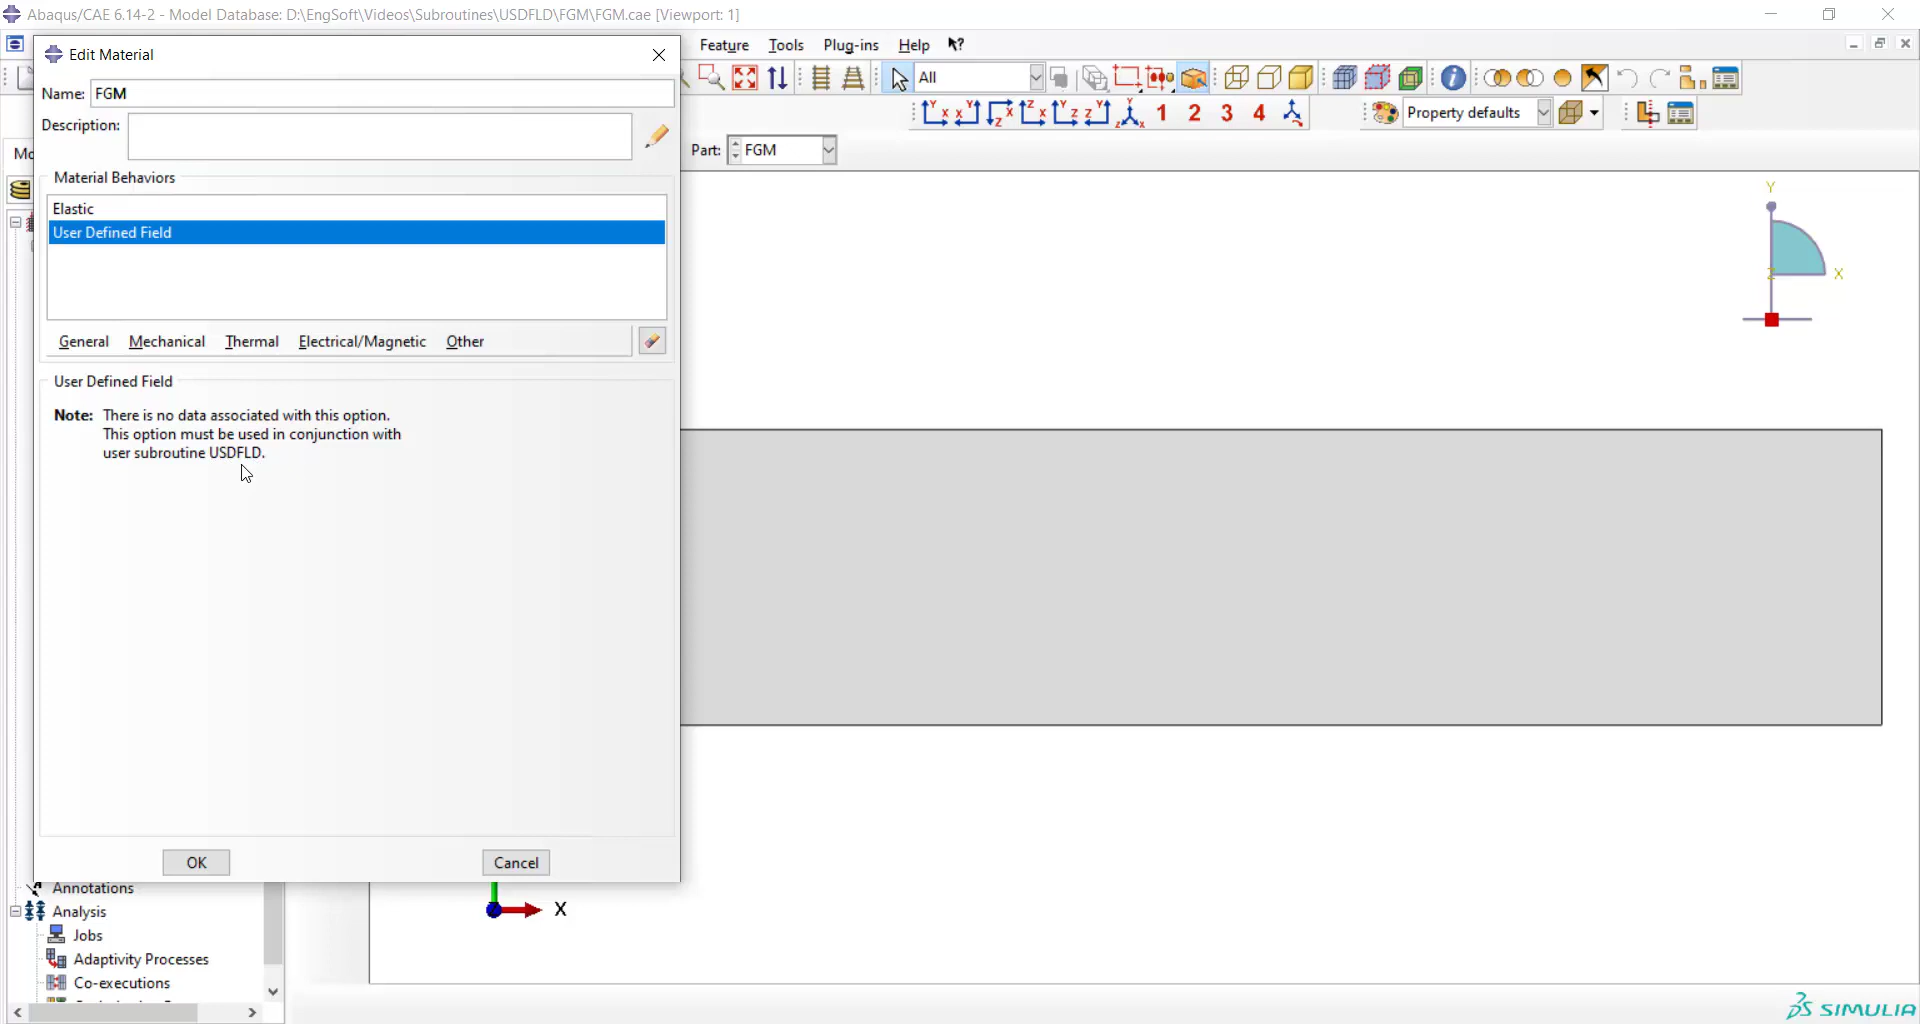 Abaqus/CAE 6.14-2 - Model Database: D:\EngSoft\Videos\Subroutines\USDFLD\FGM\FGM.cae [Viewport: 1]
Edit Material
Feature Tools Plug-ins Help
All
Name: FGM
Property defaults
1 2 3 4
Description:
Part: FGM
Material Behaviors
Elastic
User Defined Field
General Mechanical Thermal Electrical/Magnetic Other
User Defined Field
Note: There is no data associated with this option.
This option must be used in conjunction with
user subroutine USDFLD.
OK Cancel
Annotations
Analysis
Jobs
Adaptivity Processes
Co-executions
Y
X
Z
X
SIMULIA